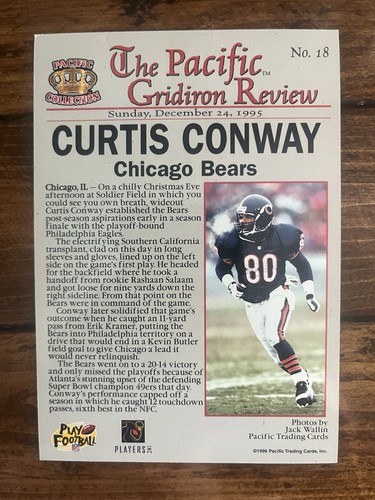 PACIFIC
COLLECTION
The Pacific™
Gridiron Review
No. 18
Sunday, December 24, 1995
CURTIS CONWAY
Chicago Bears
Chicago, IL – On a chilly Christmas Eve
afternoon at Soldier Field in which you
could see you own breath, wideout
Curtis Conway established the Bears
post-season aspirations early in a season
finale with the playoff-bound
Philadelphia Eagles.
The electrifying Southern California
transplant, clad on this day in long
sleeves and gloves, lined up on the left
side on the game's first play. He headed
for the backfield where he took a
handoff from rookie Rashaan Salaam
and got loose for nine yards down the
right sideline. From that point on the
Bears were in command of the game.
Conway later solidified that game's
outcome when he caught an 11-yard
pass from Erik Kramer, putting the
Bears into Philadelphia territory on a
drive that would end in a Kevin Butler
field goal to give Chicago a lead it
would never relinquish.
The Bears went on to a 20-14 victory
and only missed the playoffs because of
Atlanta's stunning upset of the defending
Super Bowl champion 49ers that day.
Conway's performance capped off a
season in which he caught 12 touchdown
passes, sixth best in the NFC.
80
Photos by
Jack Wallin
Pacific Trading Cards
PLAY
FOOTBALL
PLAYERS INC
©1996 Pacific Trading Cards, Inc.